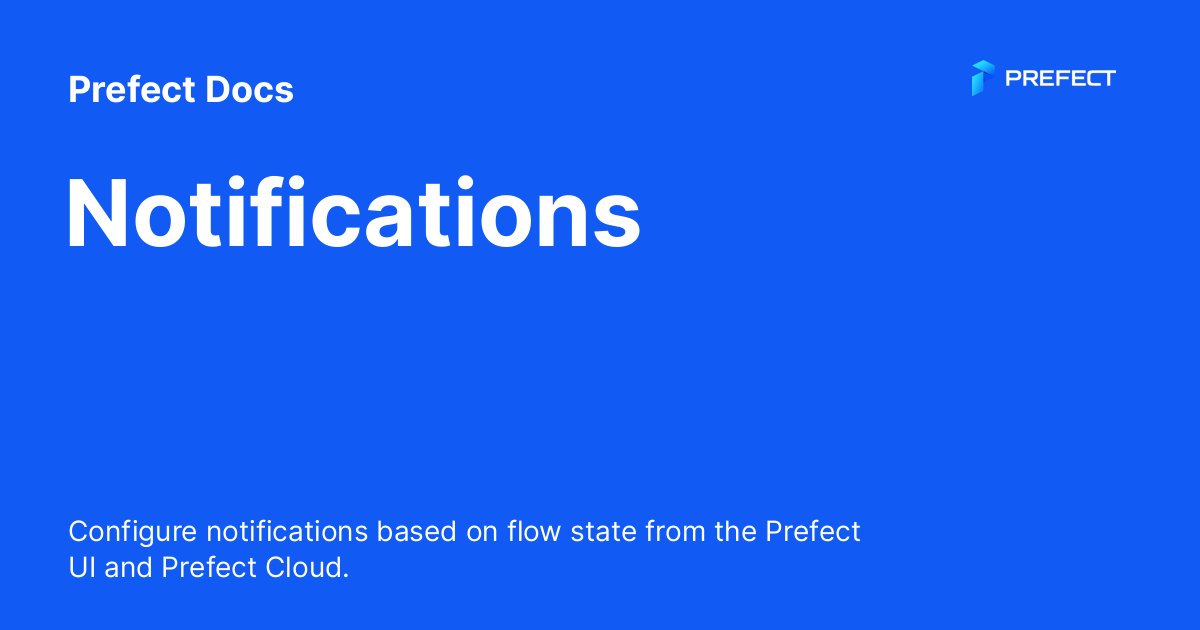 Prefect Docs
PREFECT
Notifications
Configure notifications based on flow state from the Prefect
UI and Prefect Cloud.